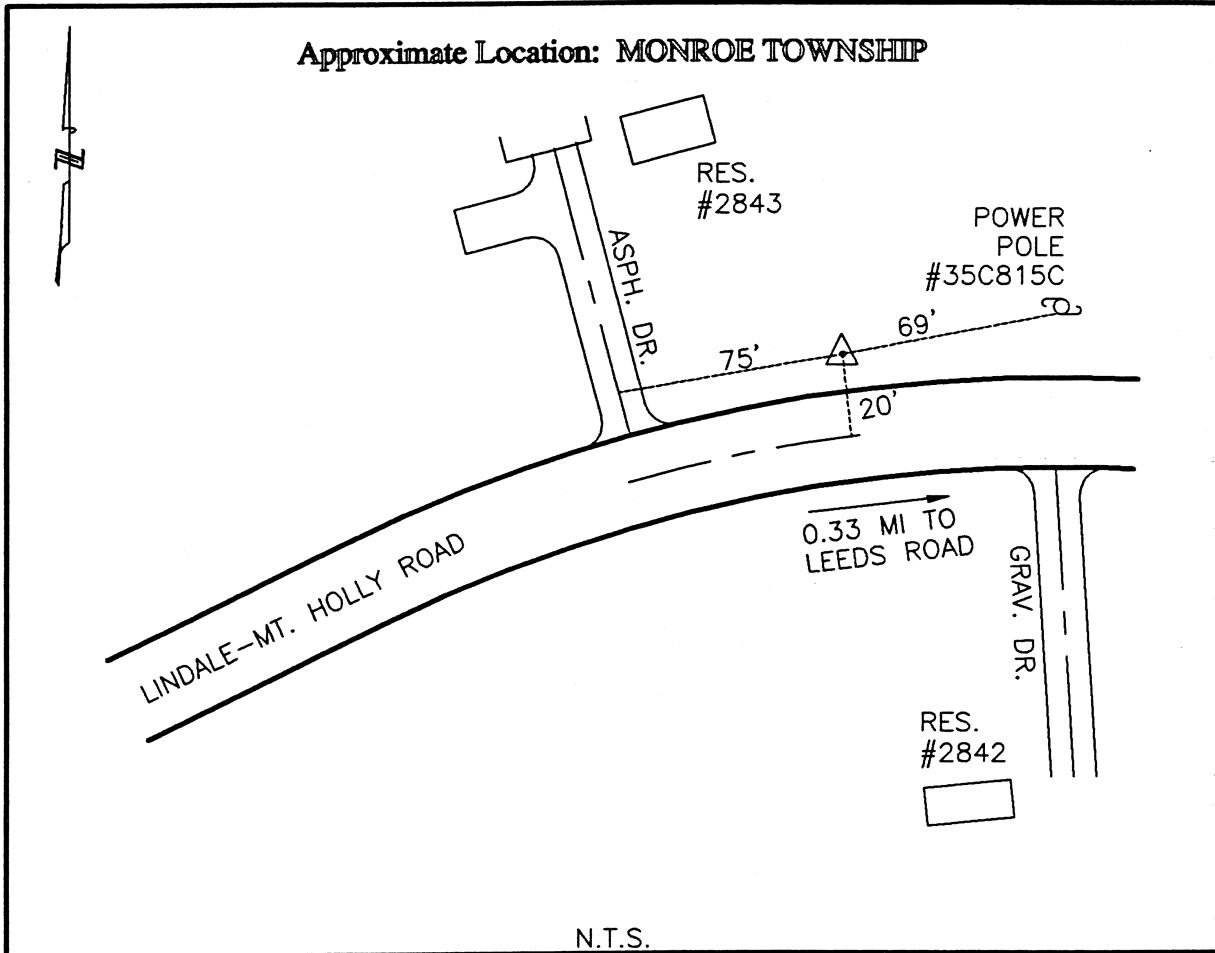 Approximate Location: MONROE TOWNSHIP
N
RES.
#2843
ASPH. DR.
POWER
POLE
#35C815C
75'
69'
20'
0.33 MI TO
LEEDS ROAD
LINDALE-MT. HOLLY ROAD
GRAV. DR.
RES.
#2842
N.T.S.